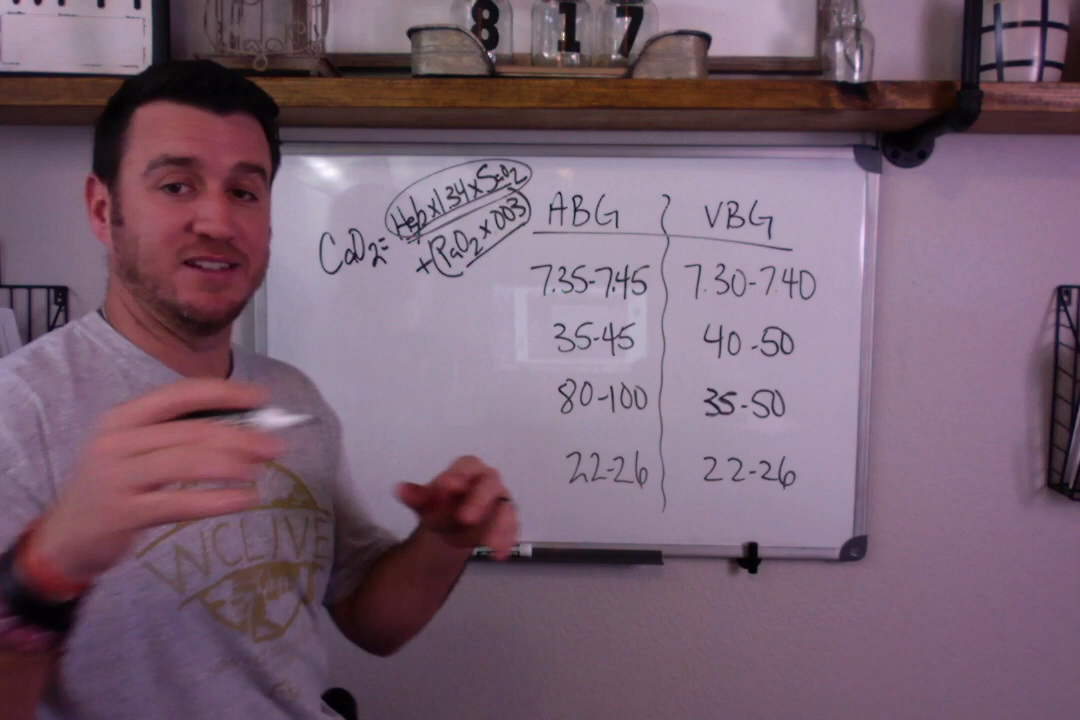 8 1 7
CaO2= Hgb x 1.34 x SaO2
+ (PaO2 x 003)
ABG VBG
7.35-7.45 7.30-7.40
35-45 40-50
80-100 35-50
22-26 22-26
WCLIVE